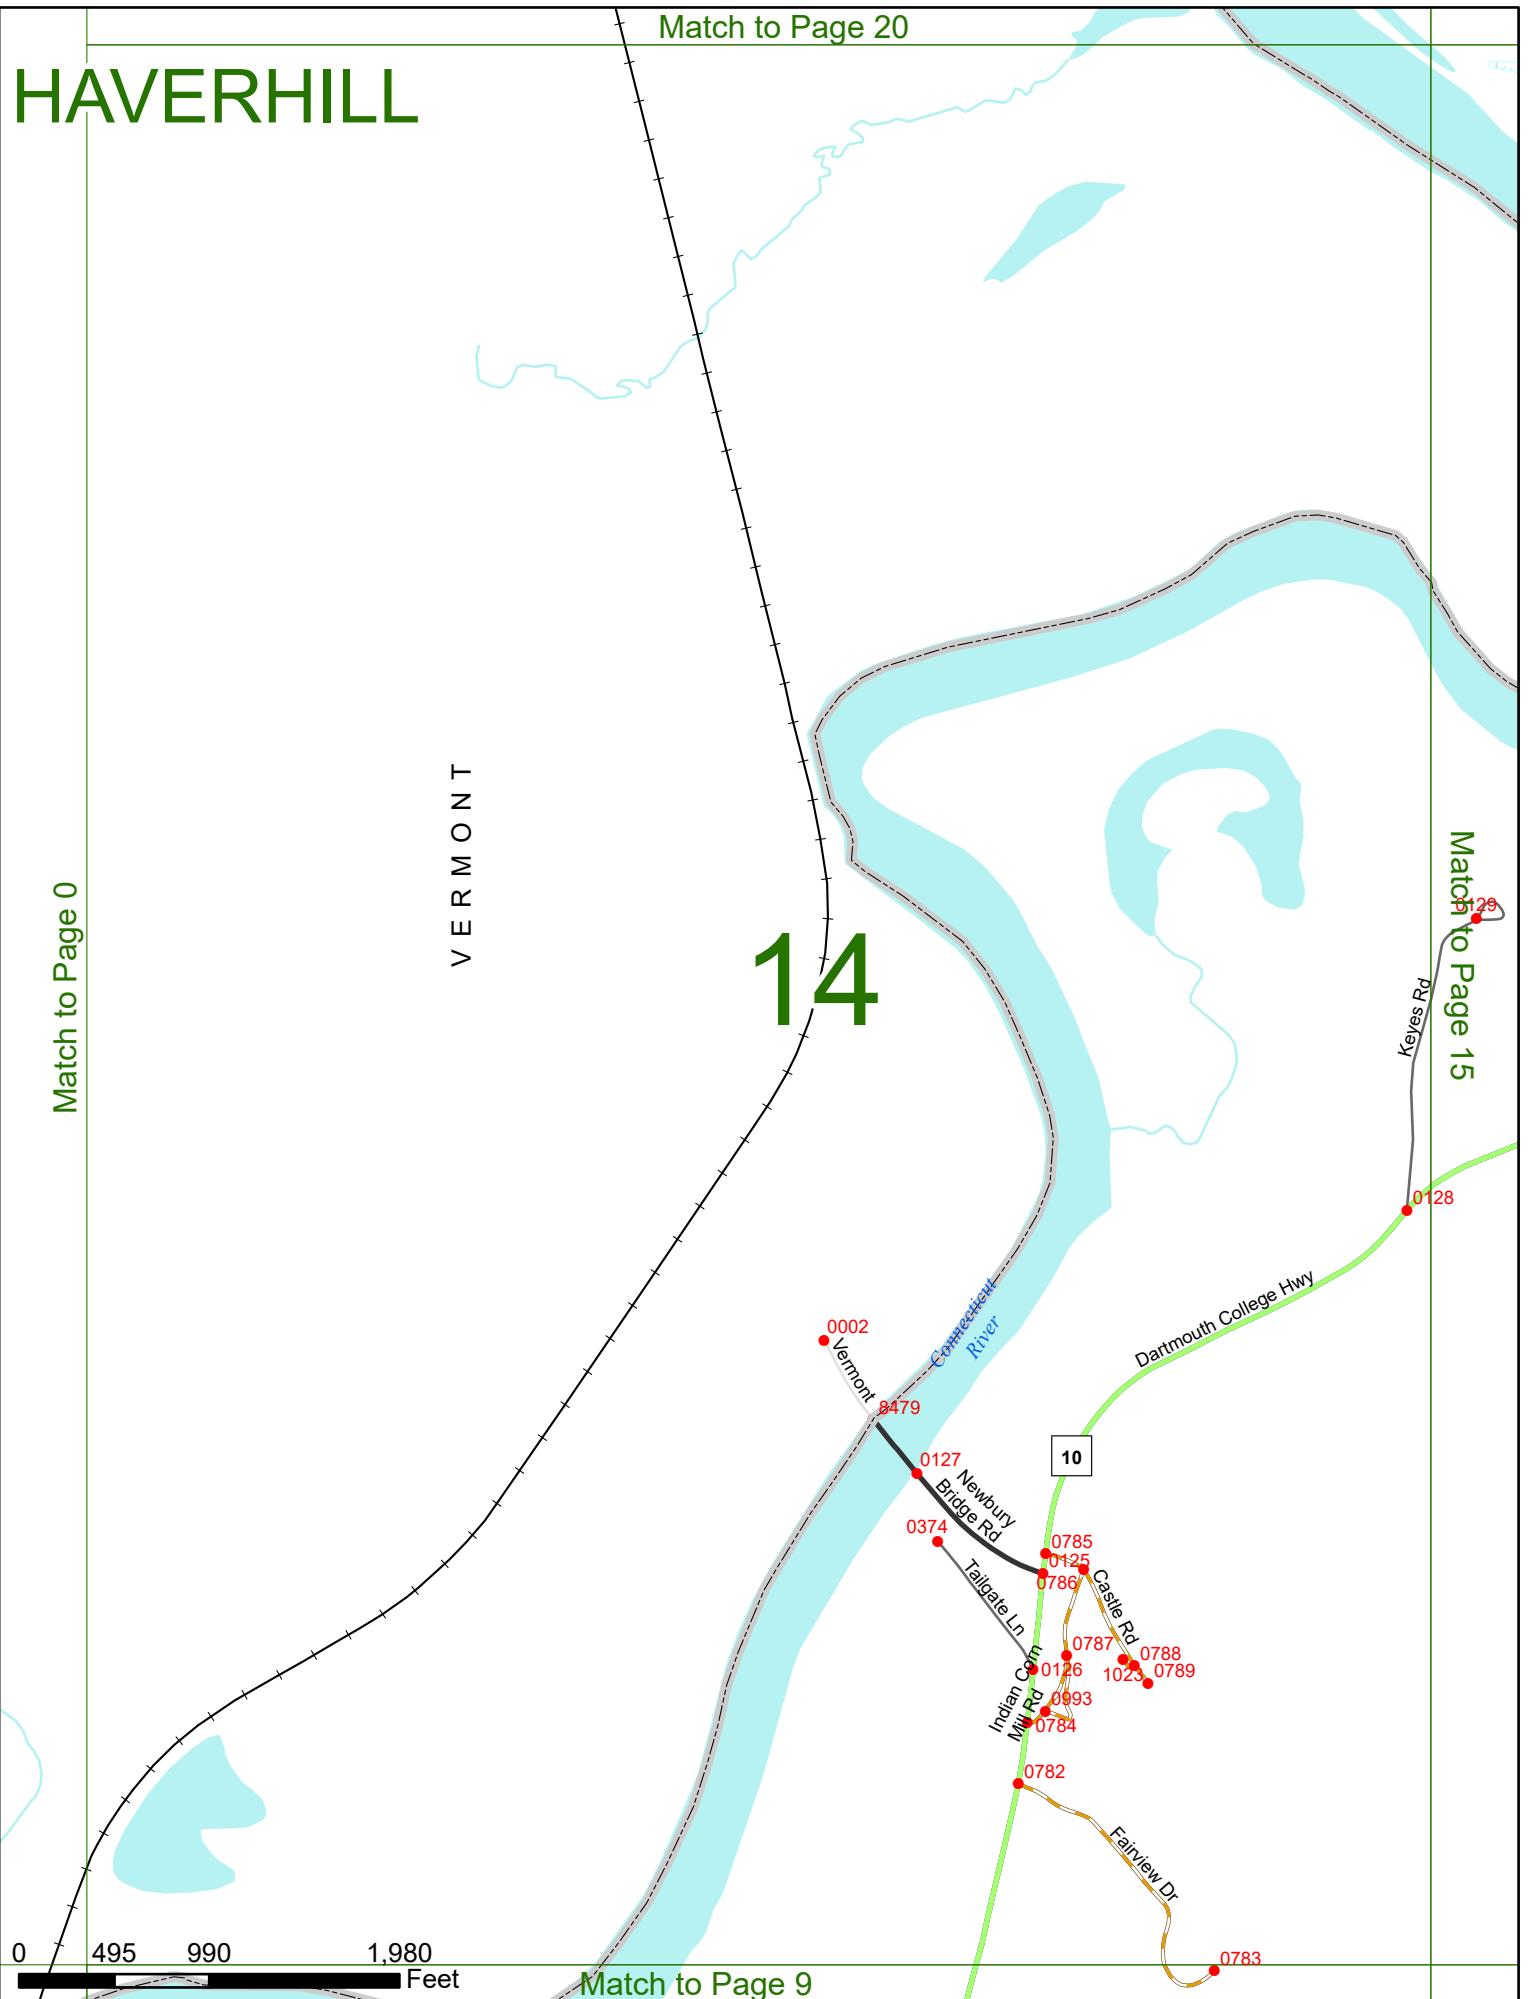 Match to Page 20
HAVERHILL
VERMONT
Match to Page 0
14
Match to Page 15
0129
Keyes Rd
0128
Dartmouth College Hwy
Connecticut
River
0002
Vermont
8479
10
0127
Newbury
Bridge Rd
0374
Tailgate Ln
0785
0125
0786
Castle Rd
0787
0788
1023
0789
0126
Indian Corn
Mill Rd
0993
0784
0782
Fairview Dr
0783
0 495 990 1,980
Feet
Match to Page 9